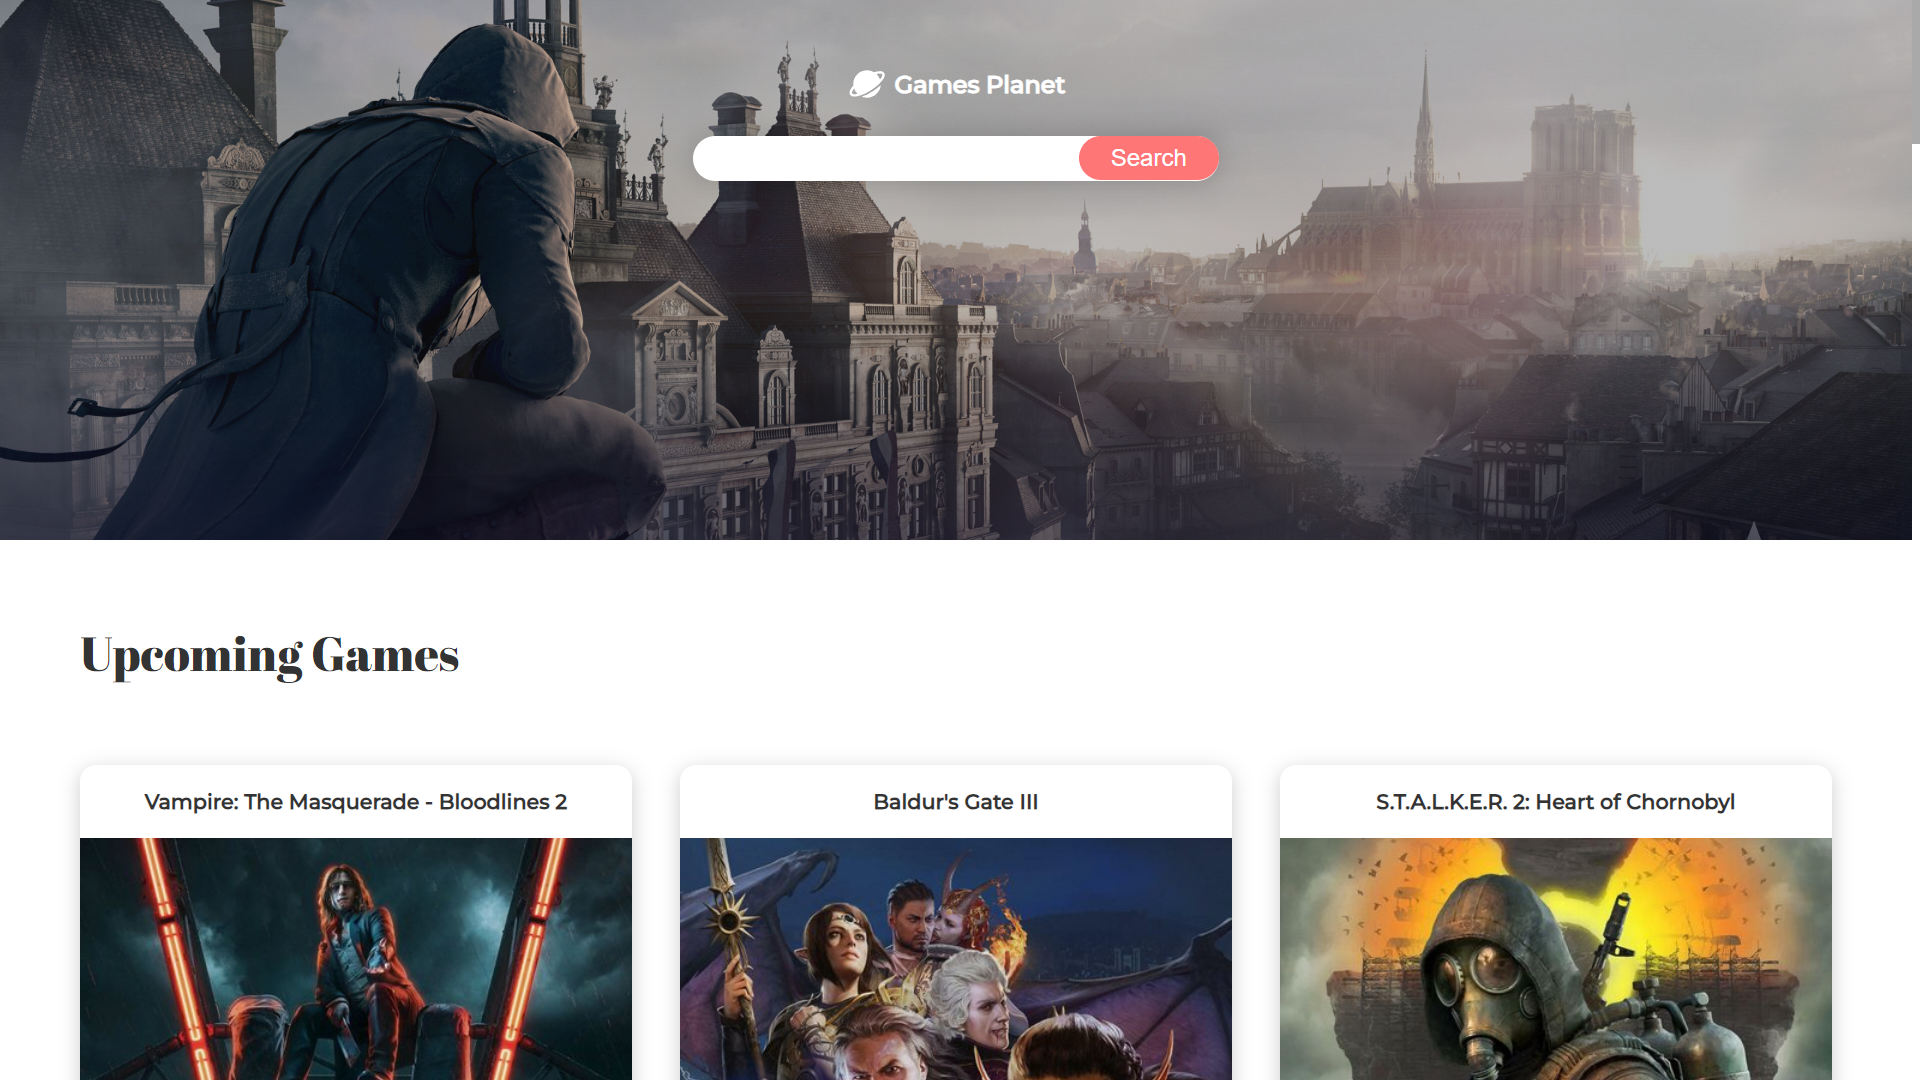 Games Planet
Search
Upcoming Games
Vampire: The Masquerade - Bloodlines 2
Baldur's Gate III
S.T.A.L.K.E.R. 2: Heart of Chornobyl